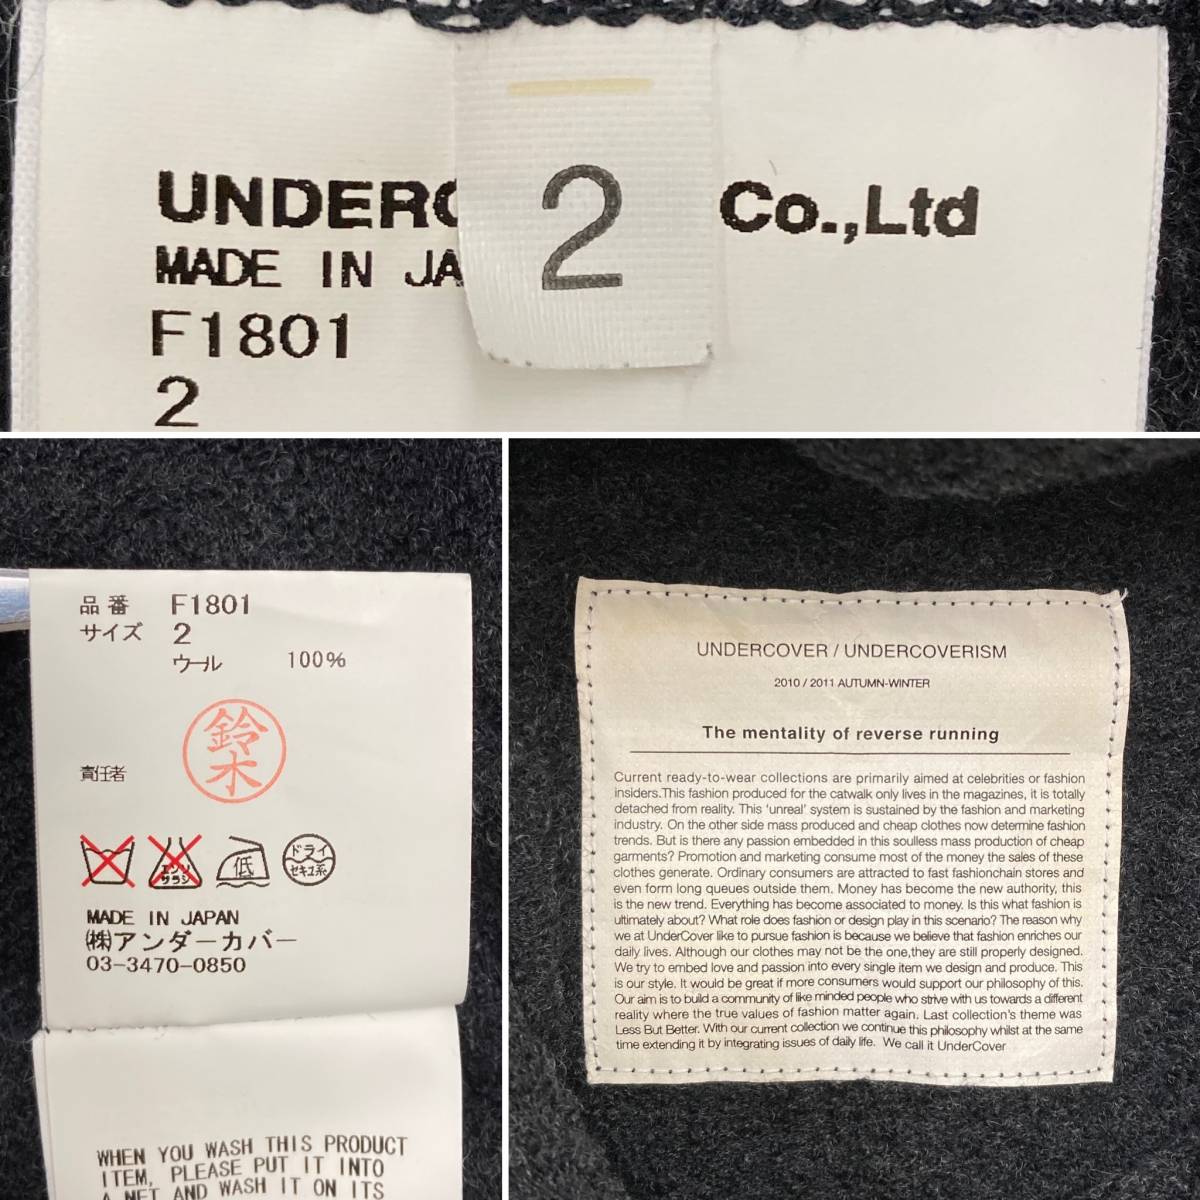 UNDERC Co.,Ltd
2
MADE IN JA
F1801
2
品番 F1801
サイズ 2
ウール 100%
鈴木
責任者
エンソ
サラシ
低
ドライ
セキユ系
MADE IN JAPAN
㈱アンダーカバー
03-3470-0850
WHEN YOU WASH THIS PRODUCT
ITEM, PLEASE PUT IT INTO
A NET AND WASH IT ON ITS
UNDERCOVER / UNDERCOVERISM
2010 / 2011 AUTUMN-WINTER
The mentality of reverse running
Current ready-to-wear collections are primarily aimed at celebrities or fashion
insiders.This fashion produced for the catwalk only lives in the magazines, it is totally
detached from reality. This 'unreal' system is sustained by the fashion and marketing
industry. On the other side mass produced and cheap clothes now determine fashion
trends. But is there any passion embedded in this soulless mass production of cheap
garments? Promotion and marketing consume most of the money the sales of these
clothes generate. Ordinary consumers are attracted to fast fashionchain stores and
even form long queues outside them. Money has become the new authority, this
is the new trend. Everything has become associated to money. Is this what fashion is
ultimately about? What role does fashion or design play in this scenario? The reason why
we at UnderCover like to pursue fashion is because we believe that fashion enriches our
daily lives. Although our clothes may not be the one,they are still properly designed.
We try to embed love and passion into every single item we design and produce. This
is our style. It would be great if more consumers would support our philosophy of this.
Our aim is to build a community of like minded people who strive with us towards a different
reality where the true values of fashion matter again. Last collection's theme was
Less But Better. With our current collection we continue this philosophy whilst at the same
time extending it by integrating issues of daily life. We call it UnderCover